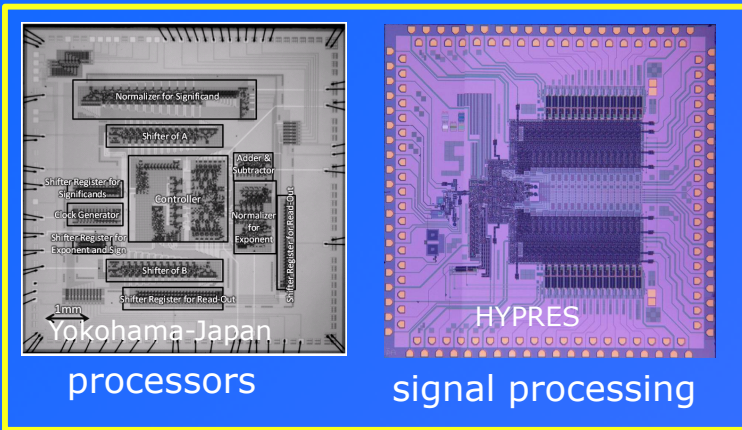 Normalizer for Significand
Shifter of A
Adder &
Subtractor
Shifter Register for
Significands
Controller
Clock Generator
Normalizer
for
Exponent
Shifter Register for Read-Out
Shifter Register for
Exponent and Sign
Shifter of B
Shifter Register for Read-Out
1mm
Yokohama-Japan
HYPRES
processors
signal processing